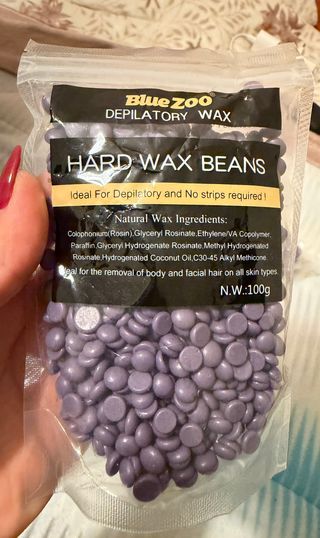 BlueZOO®
DEPILATORY WAX
HARD WAX BEANS
Ideal For Depilatory and No strips required !
Natural Wax Ingredients:
Colophonium(Rosin),Glyceryl Rosinate,Ethylene/VA Copolymer,
Paraffin,Glyceryl Hydrogenate Rosinate,Methyl Hydrogenated
Rosinate,Hydrogenated Coconut Oil,C30-45 Alkyl Methicone.
Ideal for the removal of body and facial hair on all skin types.
N.W.:100g